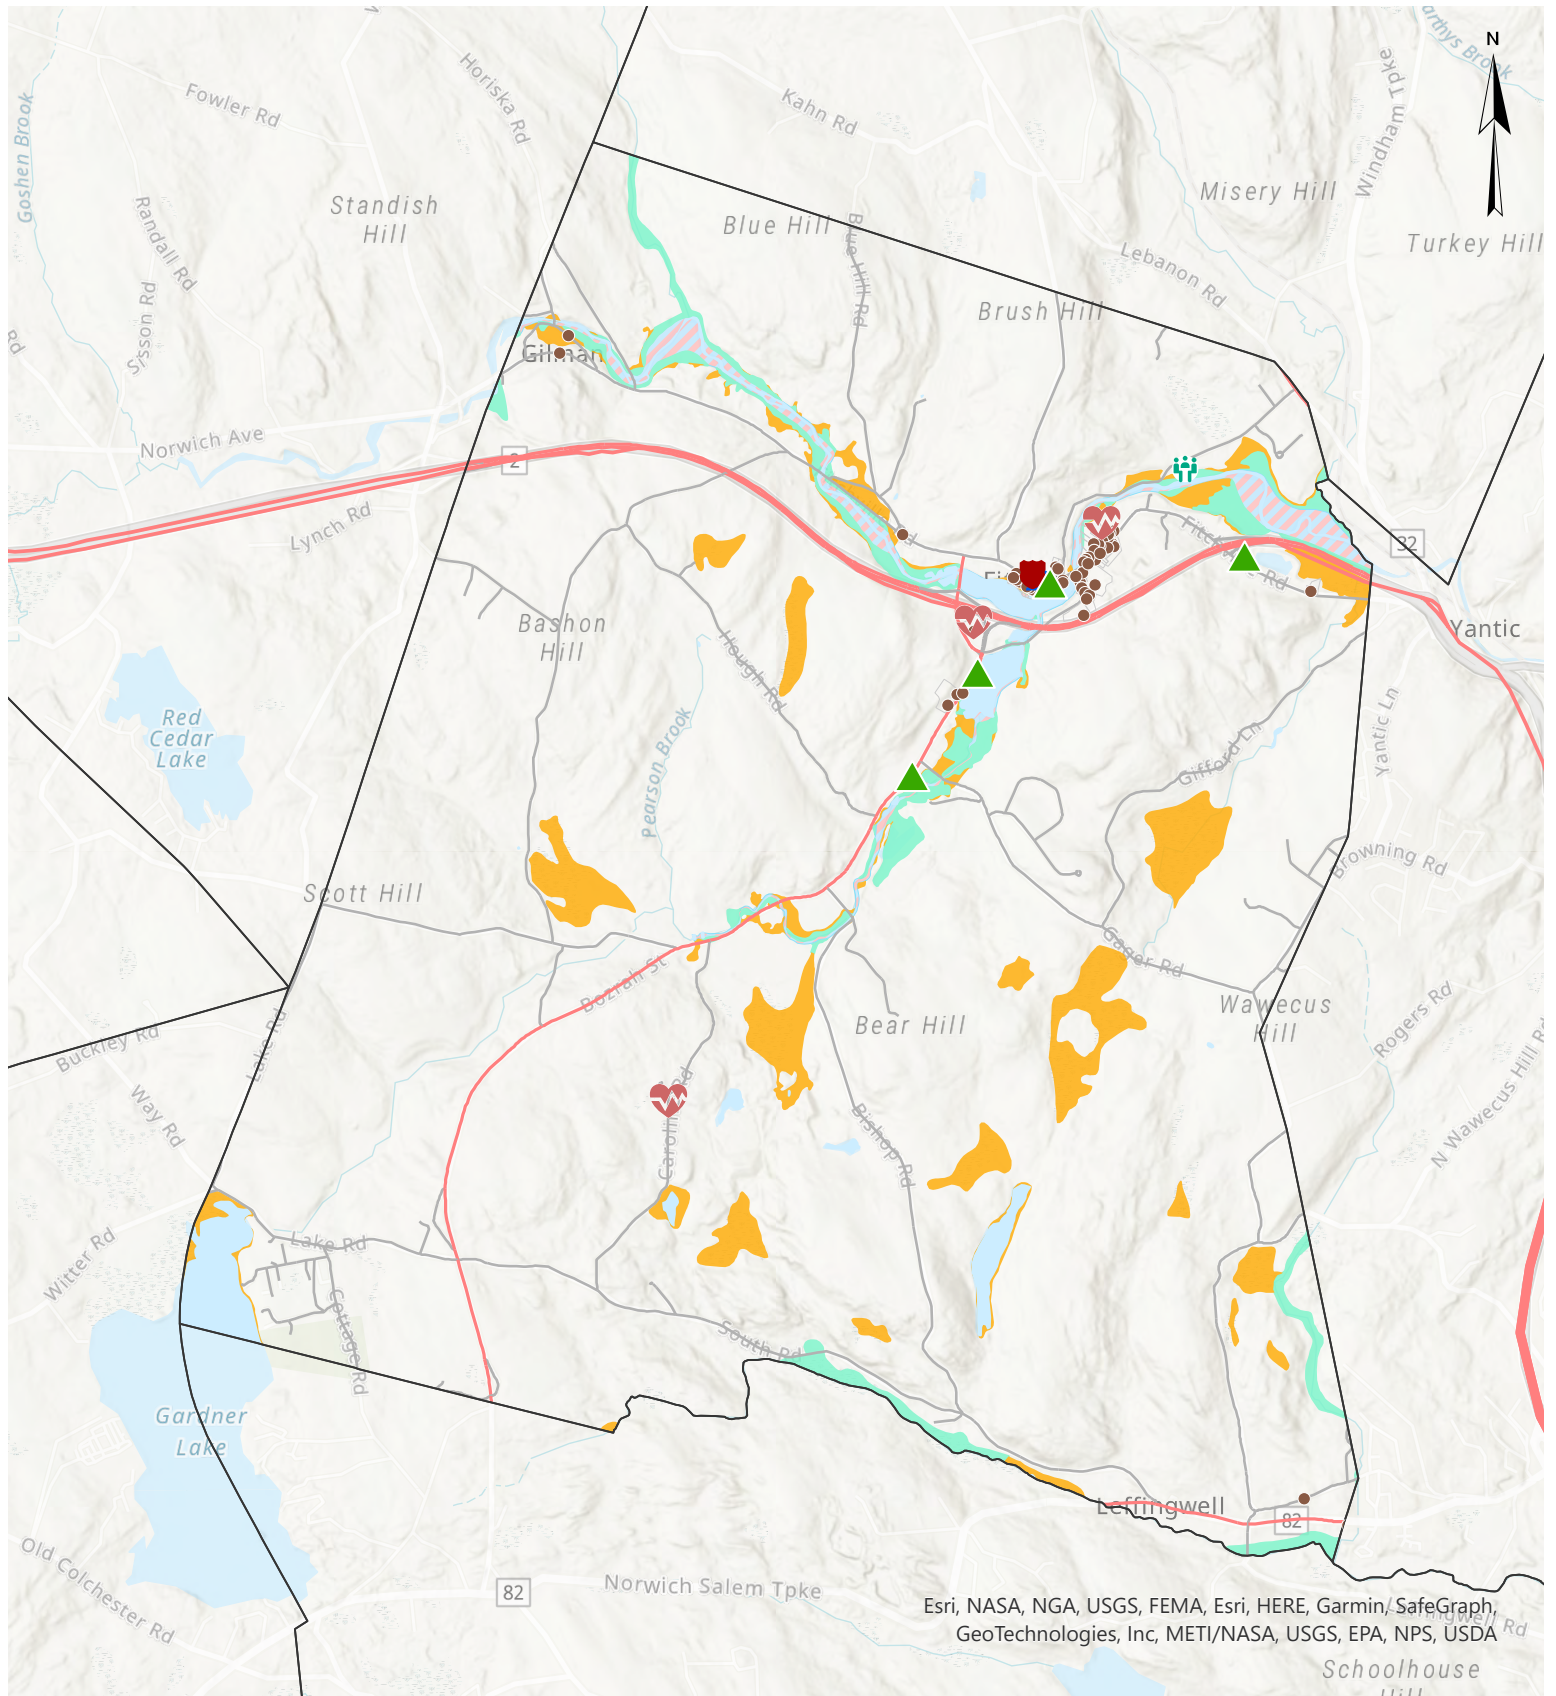 N
Goshen Brook
Fowler Rd
Horiska Rd
Kahn Rd
Windham Tpke
Randall Rd
Standish
Hill
Blue Hill
Blue Hill Rd
Misery Hill
Turkey Hill
Lebanon Rd
Sisson Rd
Rd
Brush Hill
Gilman
Norwich Ave
2
Lynch Rd
Fitchville Rd
32
Yantic
Bashon
Hill
Hough Rd
Red
Cedar
Lake
Pearson Brook
Gifford Ln
Yantic Ln
Browning Rd
Scott Hill
Gager Rd
Bozrah St
Wawecus
Hill
Bear Hill
Rogers Rd
Buckley Rd
Lake Rd
N Wawecus Hill Rd
Way Rd
Bishop Rd
Witter Rd
Lake Rd
Cottage Rd
South Rd
Gardner
Lake
Leffingwell
82
Old Colchester Rd
82
Norwich Salem Tpke
Esri, NASA, NGA, USGS, FEMA, Esri, HERE, Garmin, SafeGraph,
GeoTechnologies, Inc, METI/NASA, USGS, EPA, NPS, USDA
Schoolhouse